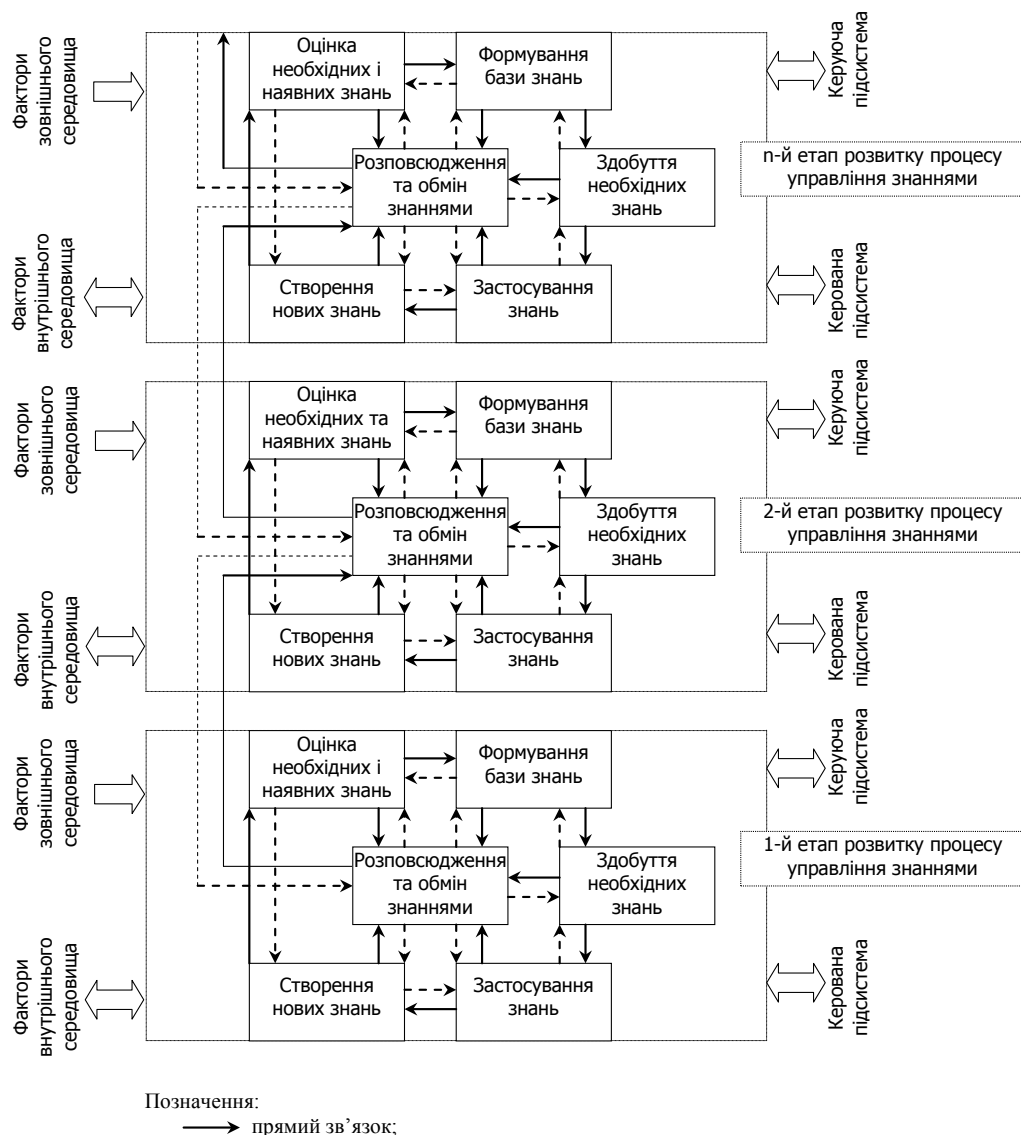 Фактори
зовнішнього
середовища
Оцінка
необхідних і
наявних знань
Формування
бази знань
Керуюча
підсистема
Розповсюдження
та обмін
знаннями
Здобуття
необхідних
знань
n-й етап розвитку процесу
управління знаннями
Фактори
внутрішнього
середовища
Створення
нових знань
Застосування
знань
Керована
підсистема
Фактори
зовнішнього
середовища
Оцінка
необхідних та
наявних знань
Формування
бази знань
Керуюча
підсистема
Розповсюдження
та обмін
знаннями
Здобуття
необхідних
знань
2-й етап розвитку процесу
управління знаннями
Фактори
внутрішнього
середовища
Створення
нових знань
Застосування
знань
Керована
підсистема
Фактори
зовнішнього
середовища
Оцінка
необхідних і
наявних знань
Формування
бази знань
Керуюча
підсистема
Розповсюдження
та обмін
знаннями
Здобуття
необхідних
знань
1-й етап розвитку процесу
управління знаннями
Фактори
внутрішнього
середовища
Створення
нових знань
Застосування
знань
Керована
підсистема
Позначення:
прямий зв’язок;